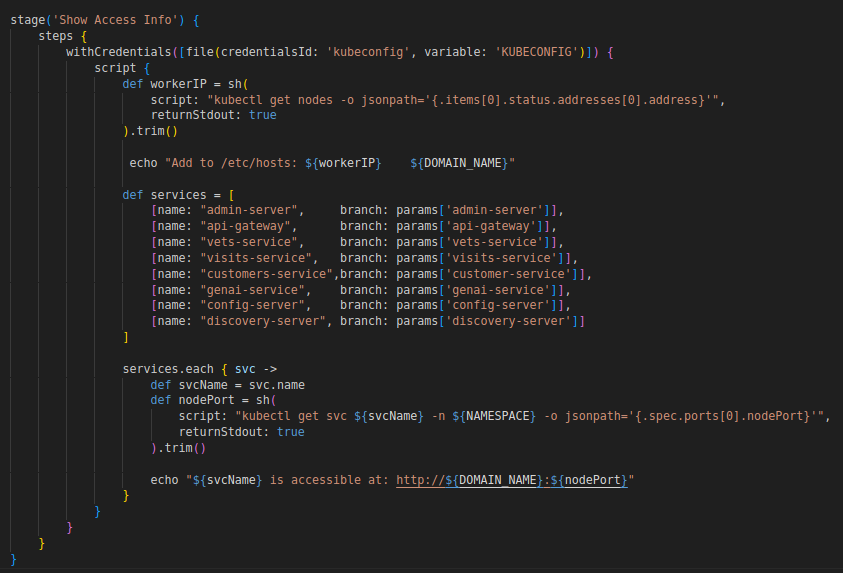 stage('Show Access Info') {
    steps {
        withCredentials([file(credentialsId: 'kubeconfig', variable: 'KUBECONFIG')]) {
            script {
                def workerIP = sh(
                    script: "kubectl get nodes -o jsonpath='{.items[0].status.addresses[0].address}'",
                    returnStdout: true
                ).trim()

                 echo "Add to /etc/hosts: ${workerIP}    ${DOMAIN_NAME}"

                def services = [
                    [name: "admin-server",     branch: params['admin-server']],
                    [name: "api-gateway",      branch: params['api-gateway']],
                    [name: "vets-service",     branch: params['vets-service']],
                    [name: "visits-service",   branch: params['visits-service']],
                    [name: "customers-service",branch: params['customer-service']],
                    [name: "genai-service",    branch: params['genai-service']],
                    [name: "config-server",    branch: params['config-server']],
                    [name: "discovery-server", branch: params['discovery-server']]
                ]

                services.each { svc ->
                    def svcName = svc.name
                    def nodePort = sh(
                        script: "kubectl get svc ${svcName} -n ${NAMESPACE} -o jsonpath='{.spec.ports[0].nodePort}'",
                        returnStdout: true
                    ).trim()

                    echo "${svcName} is accessible at: http://${DOMAIN_NAME}:${nodePort}"
                }
            }
        }
    }
}